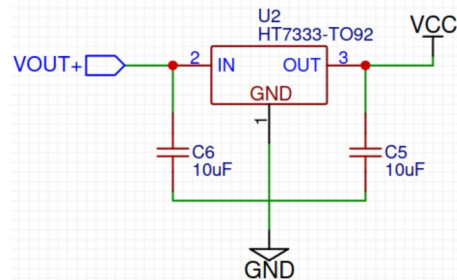 U2
HT7333-TO92
VCC
VOUT+
2
IN
OUT
3
GND
1
C6
10uF
C5
10uF
GND